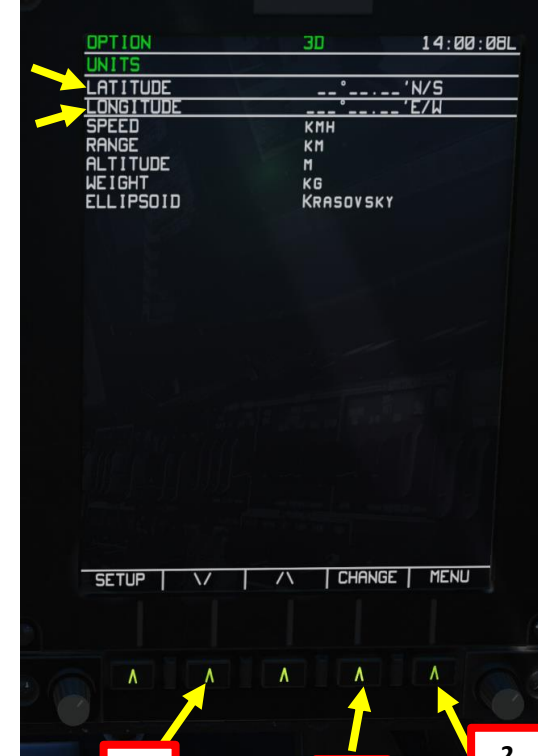 OPTION 3D 14:00:08L
UNITS
LATITUDE __°__.__'N/S
LONGITUDE ___°__.__'E/W
SPEED KMH
RANGE KM
ALTITUDE M
WEIGHT KG
ELLIPSOID KRASOVSKY
SETUP | \/ | /\ | CHANGE | MENU
Λ Λ Λ Λ Λ
2